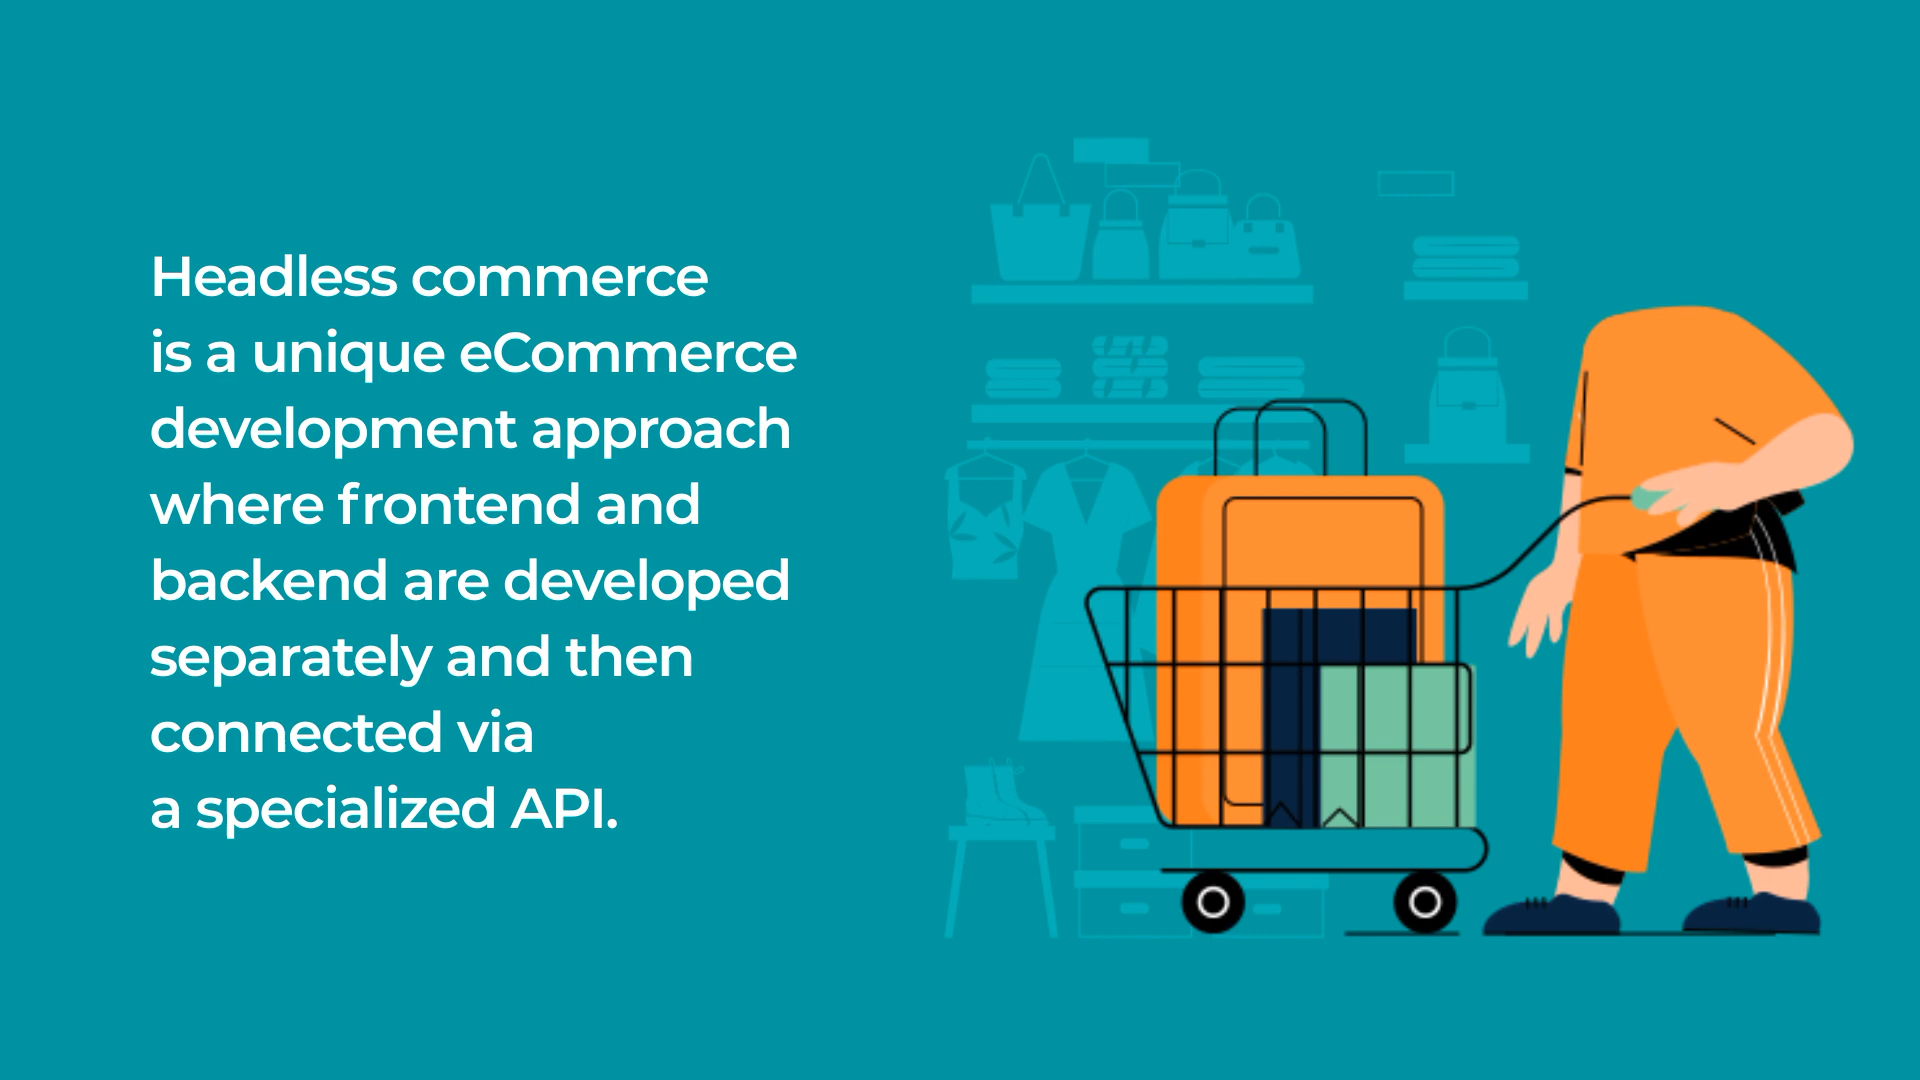 Headless commerce
is a unique eCommerce
development approach
where frontend and
backend are developed
separately and then
connected via
a specialized API.